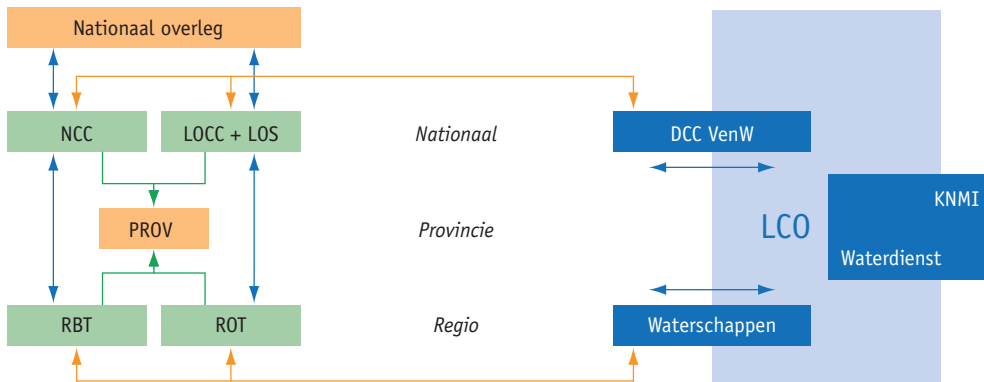 Nationaal overleg
NCC
LOCC + LOS
Nationaal
DCC VenW
KNMI
PROV
Provincie
LCO
Waterdienst
RBT
ROT
Regio
Waterschappen